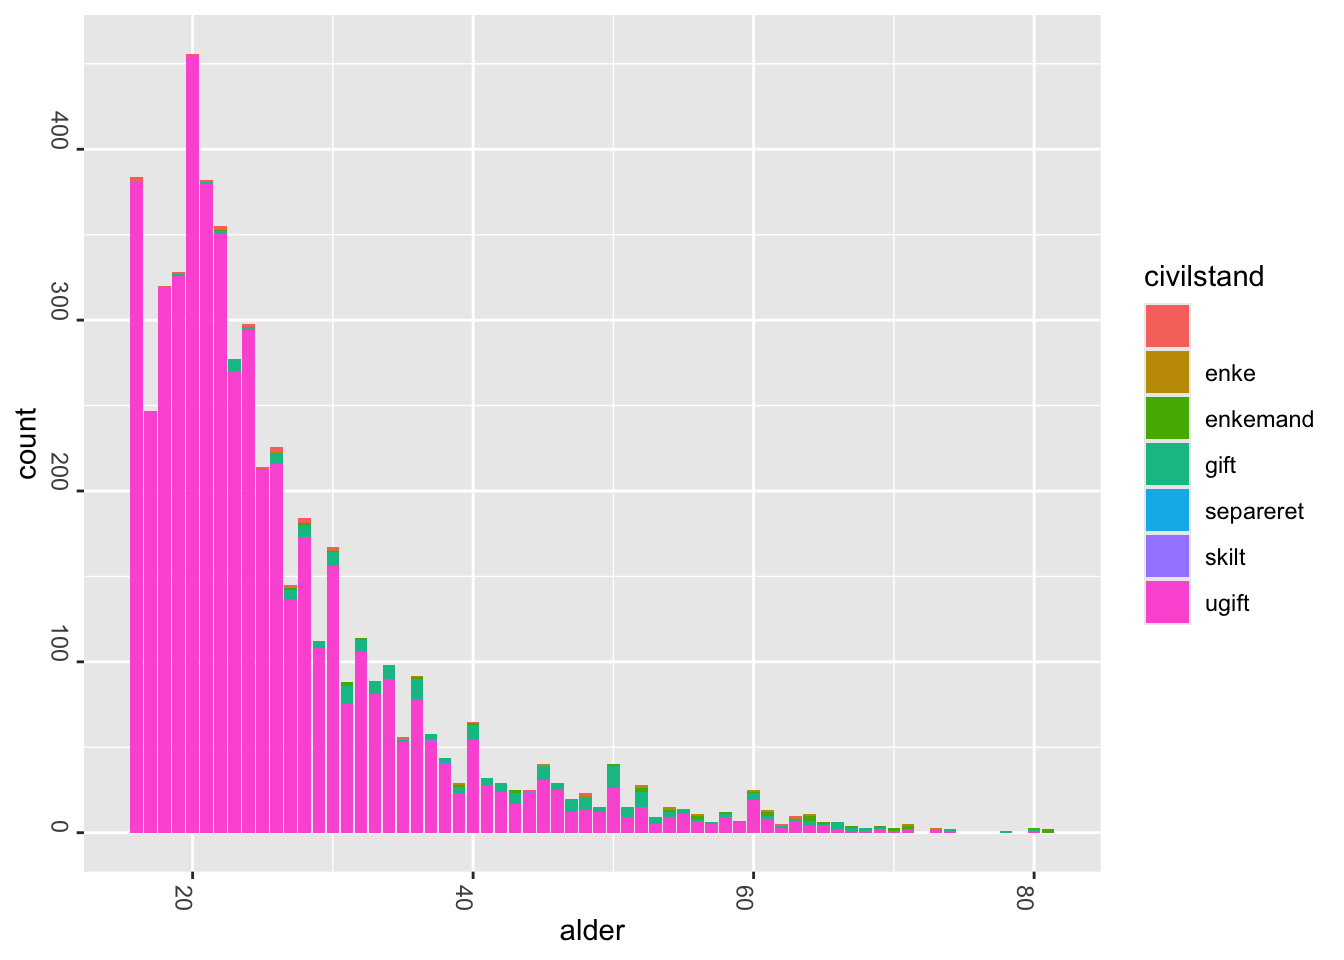 400
300
200
100
0
count
20
40
60
80
alder
civilstand
enke
enkemand
gift
separeret
skilt
ugift